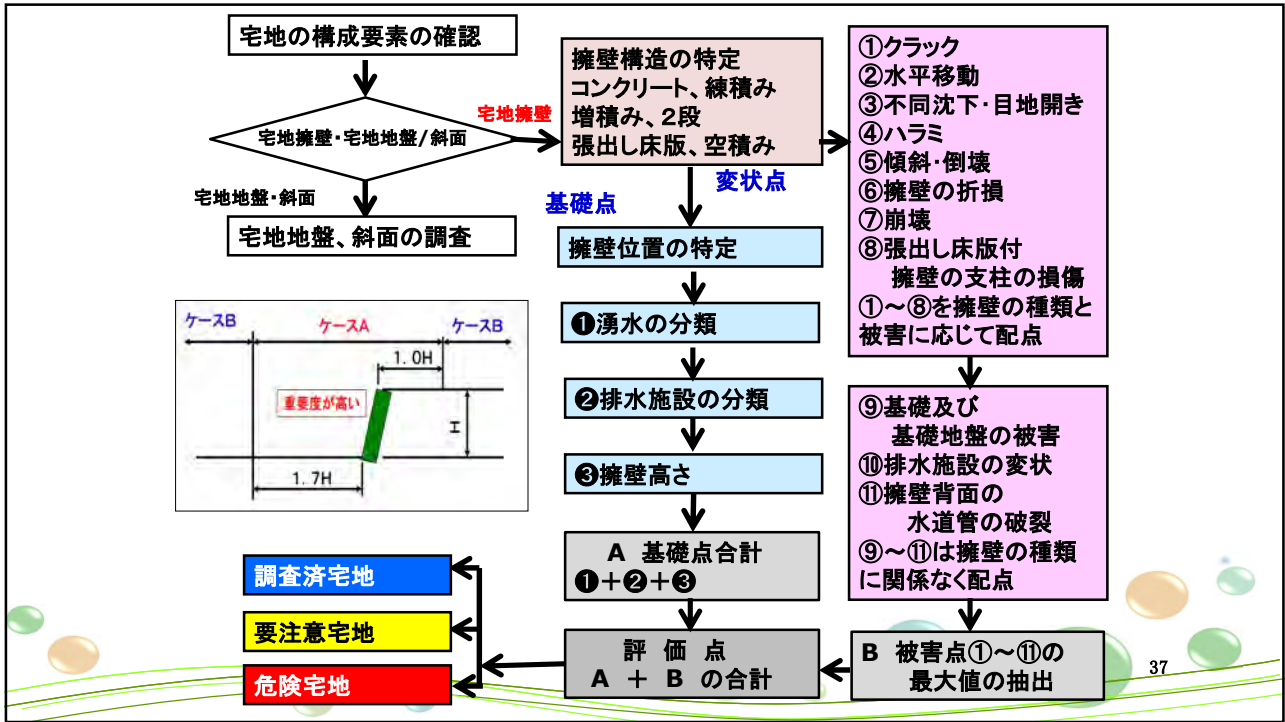 宅地の構成要素の確認
宅地擁壁・宅地地盤/斜面
宅地擁壁
宅地地盤・斜面
宅地地盤、斜面の調査
擁壁構造の特定
コンクリート、練積み
増積み、2段
張出し床版、空積み
変状点
基礎点
擁壁位置の特定
❶湧水の分類
❷排水施設の分類
❸擁壁高さ
A 基礎点合計
❶+❷+❸
評 価 点
A + B の合計
①クラック
②水平移動
③不同沈下・目地開き
④ハラミ
⑤傾斜・倒壊
⑥擁壁の折損
⑦崩壊
⑧張出し床版付
擁壁の支柱の損傷
①~⑧を擁壁の種類と
被害に応じて配点
⑨基礎及び
基礎地盤の被害
⑩排水施設の変状
⑪擁壁背面の
水道管の破裂
⑨~⑪は擁壁の種類
に関係なく配点
B 被害点①~⑪の
最大値の抽出
ケースB
ケースA
ケースB
1.0H
重要度が高い
H
1.7H
調査済宅地
要注意宅地
危険宅地
37